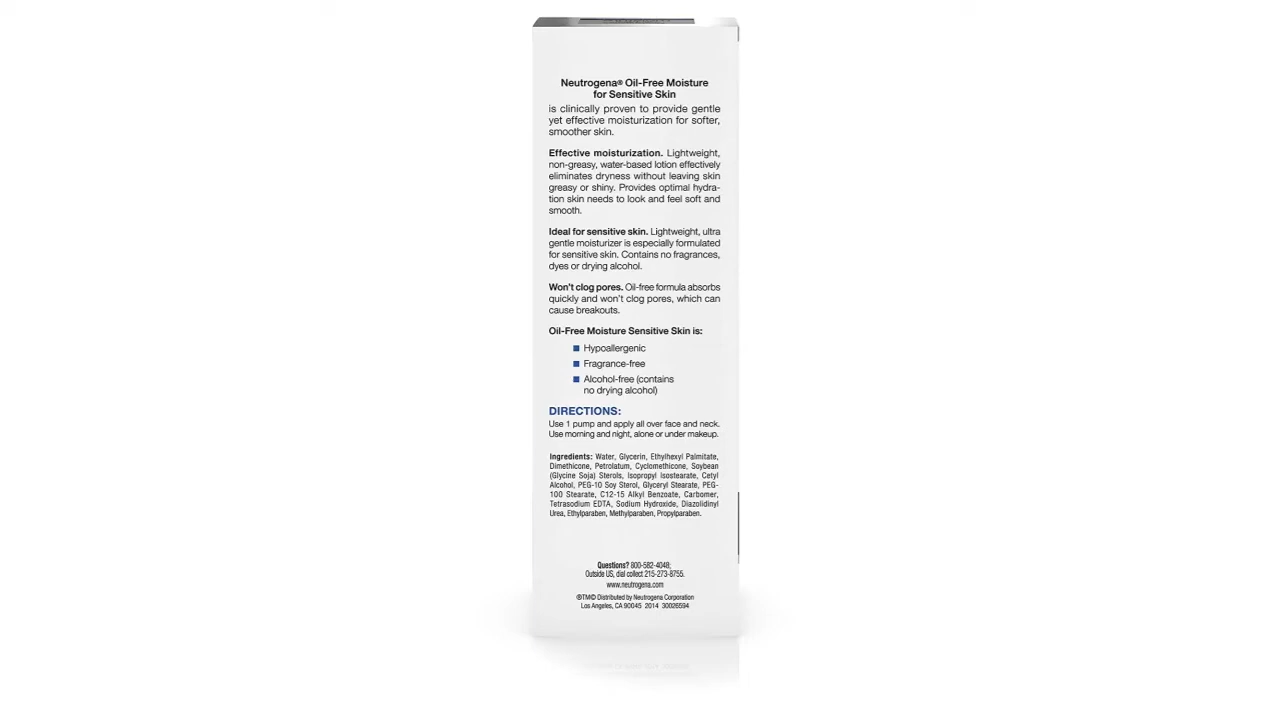 Neutrogena® Oil-Free Moisture
for Sensitive Skin
is clinically proven to provide gentle
yet effective moisturization for softer,
smoother skin.
Effective moisturization. Lightweight,
non-greasy, water-based lotion effectively
eliminates dryness without leaving skin
greasy or shiny. Provides optimal hydra-
tion skin needs to look and feel soft and
smooth.
Ideal for sensitive skin. Lightweight, ultra
gentle moisturizer is especially formulated
for sensitive skin. Contains no fragrances,
dyes or drying alcohol.
Won't clog pores. Oil-free formula absorbs
quickly and won't clog pores, which can
cause breakouts.
Oil-Free Moisture Sensitive Skin is:
■ Hypoallergenic
■ Fragrance-free
■ Alcohol-free (contains
no drying alcohol)
DIRECTIONS:
Use 1 pump and apply all over face and neck.
Use morning and night, alone or under makeup.
Ingredients: Water, Glycerin, Ethylhexyl Palmitate,
Dimethicone, Petrolatum, Cyclomethicone, Soybean
(Glycine Soja) Sterols, Isopropyl Isostearate, Cetyl
Alcohol, PEG-10 Soy Sterol, Glyceryl Stearate, PEG-
100 Stearate, C12-15 Alkyl Benzoate, Carbomer,
Tetrasodium EDTA, Sodium Hydroxide, Diazolidinyl
Urea, Ethylparaben, Methylparaben, Propylparaben.
Questions? 800-582-4048;
Outside US, dial collect 215-273-8755.
www.neutrogena.com
®TM© Distributed by Neutrogena Corporation
Los Angeles, CA 90045 2014 30026594